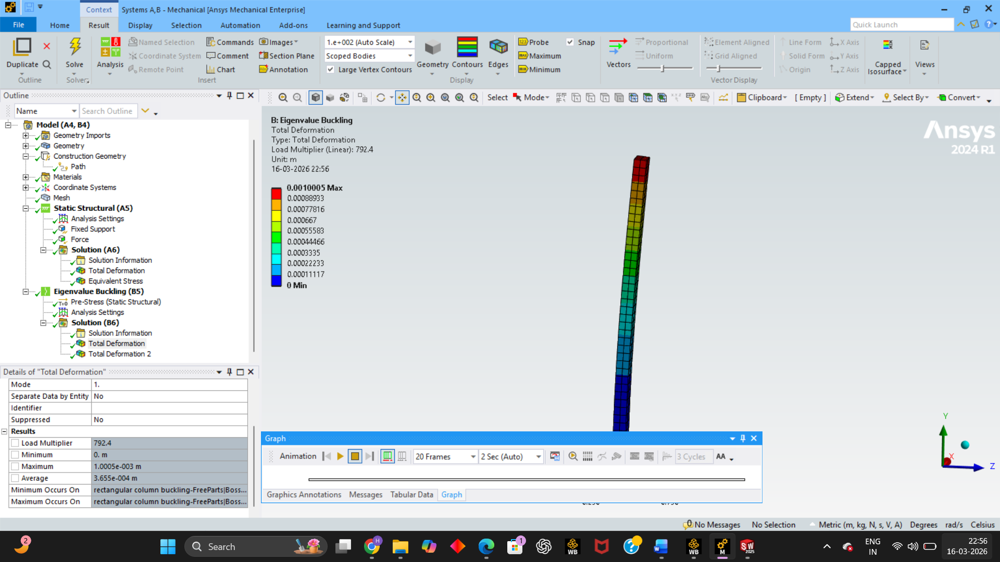 Context
Systems A,B - Mechanical [Ansys Mechanical Enterprise]
File
Home
Result
Display
Selection
Automation
Add-ons
Learning and Support
Quick Launch
Duplicate
Outline
Solve
Solver
Analysis
Named Selection
Coordinate System
Remote Point
Commands
Comment
Chart
Images
Section Plane
Annotation
Insert
1.e+002 (Auto Scale)
Scoped Bodies
Large Vertex Contours
Geometry
Contours
Edges
Display
Probe
Maximum
Minimum
Snap
Vectors
Proportional
Uniform
Element Aligned
Grid Aligned
Line Form
Solid Form
Origin
X Axis
Y Axis
Z Axis
Vector Display
Capped
Isosurface
Views
Outline
Name
Search Outline
Select
Mode
Clipboard
[ Empty ]
Extend
Select By
Convert
Model (A4, B4)
Geometry Imports
Geometry
Construction Geometry
Path
Materials
Coordinate Systems
Mesh
Static Structural (A5)
Analysis Settings
Fixed Support
Force
Solution (A6)
Solution Information
Total Deformation
Equivalent Stress
Eigenvalue Buckling (B5)
Pre-Stress (Static Structural)
Analysis Settings
Solution (B6)
Solution Information
Total Deformation
Total Deformation 2
B: Eigenvalue Buckling
Total Deformation
Type: Total Deformation
Load Multiplier (Linear): 792.4
Unit: m
16-03-2026 22:56
0.0010005 Max
0.00088933
0.00077816
0.000667
0.00055583
0.00044466
0.0003335
0.00022233
0.00011117
0 Min
Ansys
2024 R1
Y
X
Z
Details of "Total Deformation"
Mode 1.
Separate Data by Entity No
Identifier
Suppressed No
Results
Load Multiplier 792.4
Minimum 0. m
Maximum 1.0005e-003 m
Average 3.655e-004 m
Minimum Occurs On rectangular column buckling-FreeParts|Boss...
Maximum Occurs On rectangular column buckling-FreeParts|Boss...
Graph
Animation
20 Frames
2 Sec (Auto)
3 Cycles
AA
Graphics Annotations
Messages
Tabular Data
Graph
0 No Messages
No Selection
Metric (m, kg, N, s, V, A)
Degrees
rad/s
Celsius
2
Search
H
1
WB
W
WB
M
SW
2025
ENG
IN
22:56
16-03-2026